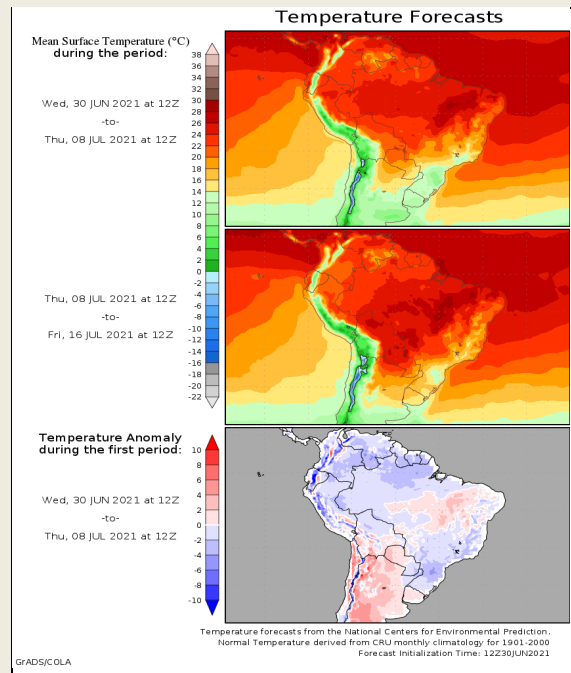 Temperature Forecasts
Mean Surface Temperature (°C)
during the period:
Wed, 30 JUN 2021 at 12Z
-to-
Thu, 08 JUL 2021 at 12Z
38
36
34
32
30
28
26
24
22
20
18
16
14
12
10
8
6
4
2
0
-2
-4
-6
-8
-10
-12
-14
-16
-18
-20
-22
Thu, 08 JUL 2021 at 12Z
-to-
Fri, 16 JUL 2021 at 12Z
Temperature Anomaly
during the first period:
Wed, 30 JUN 2021 at 12Z
-to-
Thu, 08 JUL 2021 at 12Z
10
8
6
4
2
0
-2
-4
-6
-8
-10
Temperature forecasts from the National Centers for Environmental Prediction.
Normal Temperature derived from CRU monthly climatology for 1901-2000
Forecast Initialization Time: 12Z30JUN2021
GrADS/COLA